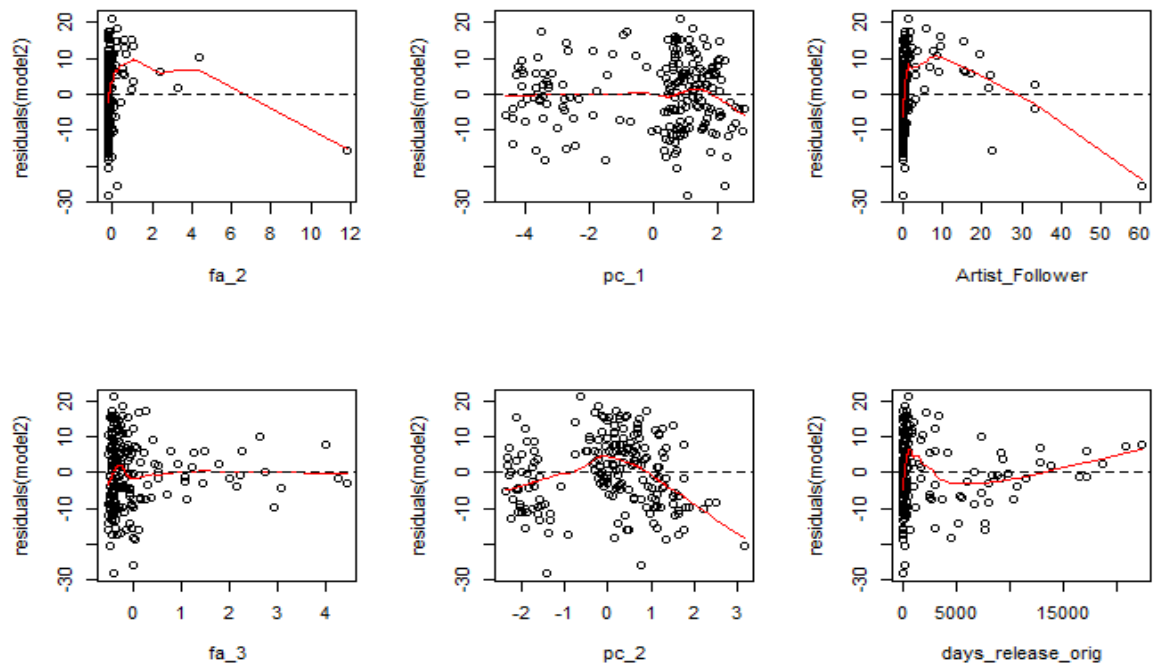 residuals(model2)
20
10
0
-10
-30
0 2 4 6 8 10 12
fa_2
residuals(model2)
20
10
0
-10
-30
-4 -2 0 2
pc_1
residuals(model2)
20
10
0
-10
-30
0 10 20 30 40 50 60
Artist_Follower
residuals(model2)
20
10
0
-10
-30
0 1 2 3 4
fa_3
residuals(model2)
20
10
0
-10
-30
-2 -1 0 1 2 3
pc_2
residuals(model2)
20
10
0
-10
-30
0 5000 15000
days_release_orig